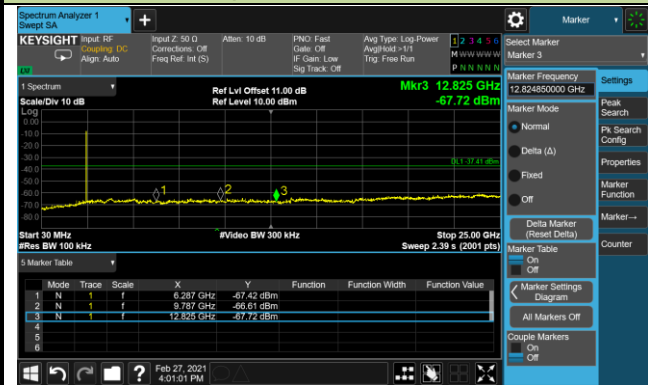 Spectrum Analyzer 1
Swept SA
+
Marker
KEYSIGHT
Input: RF
Coupling: DC
Align: Auto
Input Z: 50 Ω
Corrections: Off
Freq Ref: Int (S)
Atten: 10 dB
PNO: Fast
Gate: Off
IF Gain: Low
Sig Track: Off
Avg Type: Log-Power
Avg|Hold:>1/1
Trig: Free Run
1 2 3 4 5 6
M W W W W W
P N N N N N
Select Marker
Marker 3
1 Spectrum
Scale/Div 10 dB
Ref Lvl Offset 11.00 dB
Ref Level 10.00 dBm
Mkr3 12.825 GHz
-67.72 dBm
Log
0.00
-10.0
-20.0
-30.0
-40.0
-50.0
-60.0
-70.0
-80.0
DL1 -37.41 dBm
1
2
3
Start 30 MHz
#Res BW 100 kHz
#Video BW 300 kHz
Stop 25.00 GHz
Sweep 2.39 s (2001 pts)
5 Marker Table
Mode Trace Scale X Y Function Function Width Function Value
1 N 1 f 6.287 GHz -67.42 dBm
2 N 1 f 9.787 GHz -66.61 dBm
3 N 1 f 12.825 GHz -67.72 dBm
4
5
6
Marker Frequency
12.824850000 GHz
Marker Mode
Normal
Delta (Δ)
Fixed
Off
Delta Marker
(Reset Delta)
Marker Table
On
Off
Marker Settings
Diagram
All Markers Off
Couple Markers
On
Off
Settings
Peak
Search
Pk Search
Config
Properties
Marker
Function
Marker→
Counter
?
Feb 27, 2021
4:01:01 PM